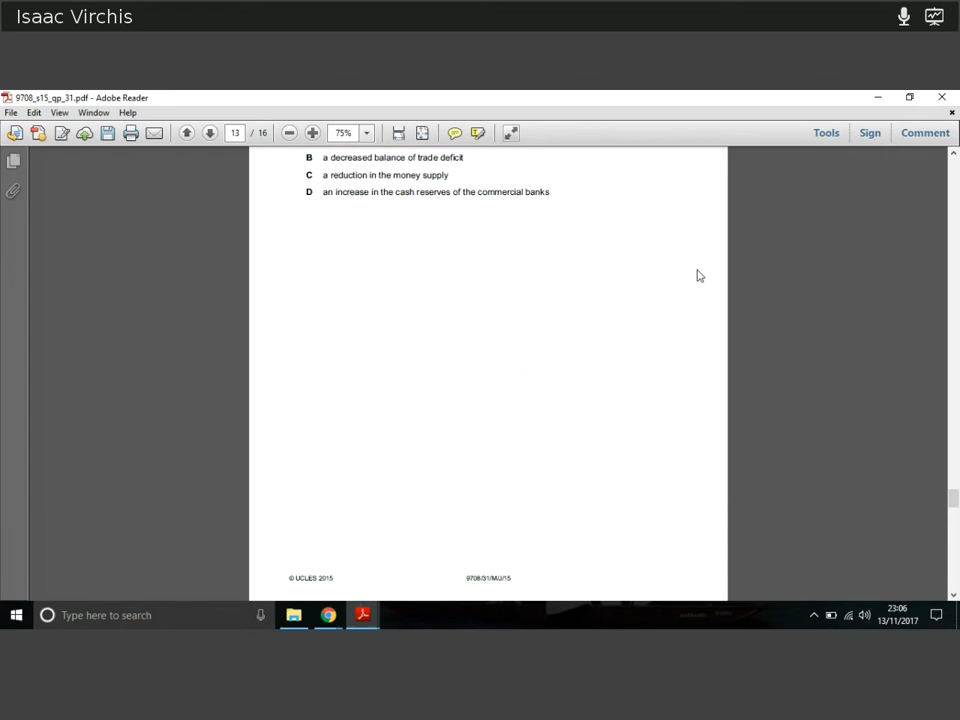 Isaac Virchis
9708_s15_qp_31.pdf - Adobe Reader
File Edit View Window Help
13 / 16 75% Tools Sign Comment
B a decreased balance of trade deficit
C a reduction in the money supply
D an increase in the cash reserves of the commercial banks
© UCLES 2015 9708/31/M/J/15
Type here to search
23:06
13/11/2017